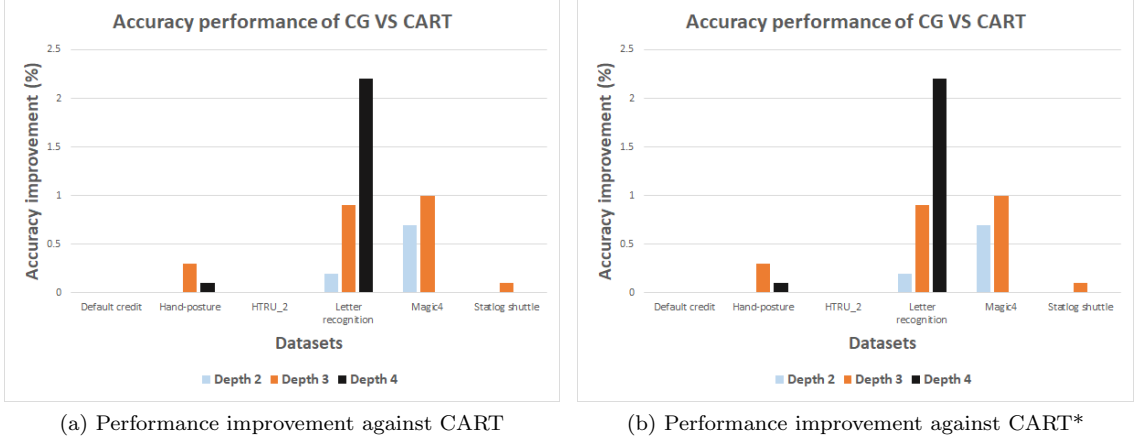 Accuracy performance of CG VS CART
Accuracy improvement (%)
2.5
2
1.5
1
0.5
0
Default credit Hand-posture HTRU_2 Letter recognition Magic4 Statlog shuttle
Datasets
Depth 2 Depth 3 Depth 4
(a) Performance improvement against CART
Accuracy performance of CG VS CART
Accuracy improvement (%)
2.5
2
1.5
1
0.5
0
Default credit Hand-posture HTRU_2 Letter recognition Magic4 Statlog shuttle
Datasets
Depth 2 Depth 3 Depth 4
(b) Performance improvement against CART*